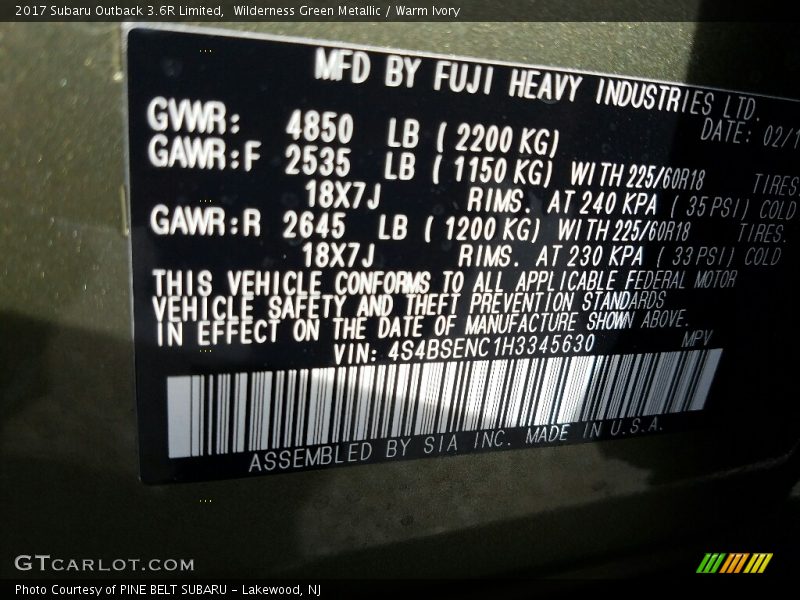 2017 Subaru Outback 3.6R Limited, Wilderness Green Metallic / Warm Ivory
MFD BY FUJI HEAVY INDUSTRIES LTD.
DATE: 02/1
GVWR: 4850 LB ( 2200 KG)
GAWR:F 2535 LB ( 1150 KG) WITH 225/60R18 TIRES
18X7J RIMS. AT 240 KPA ( 35 PSI) COLD
GAWR:R 2645 LB ( 1200 KG) WITH 225/60R18 TIRES.
18X7J RIMS. AT 230 KPA ( 33 PSI) COLD
THIS VEHICLE CONFORMS TO ALL APPLICABLE FEDERAL MOTOR
VEHICLE SAFETY AND THEFT PREVENTION STANDARDS
IN EFFECT ON THE DATE OF MANUFACTURE SHOWN ABOVE.
VIN: 4S4BSENC1H3345630 MPV
ASSEMBLED BY SIA INC. MADE IN U.S.A.
GTCARLOT.COM
Photo Courtesy of PINE BELT SUBARU - Lakewood, NJ